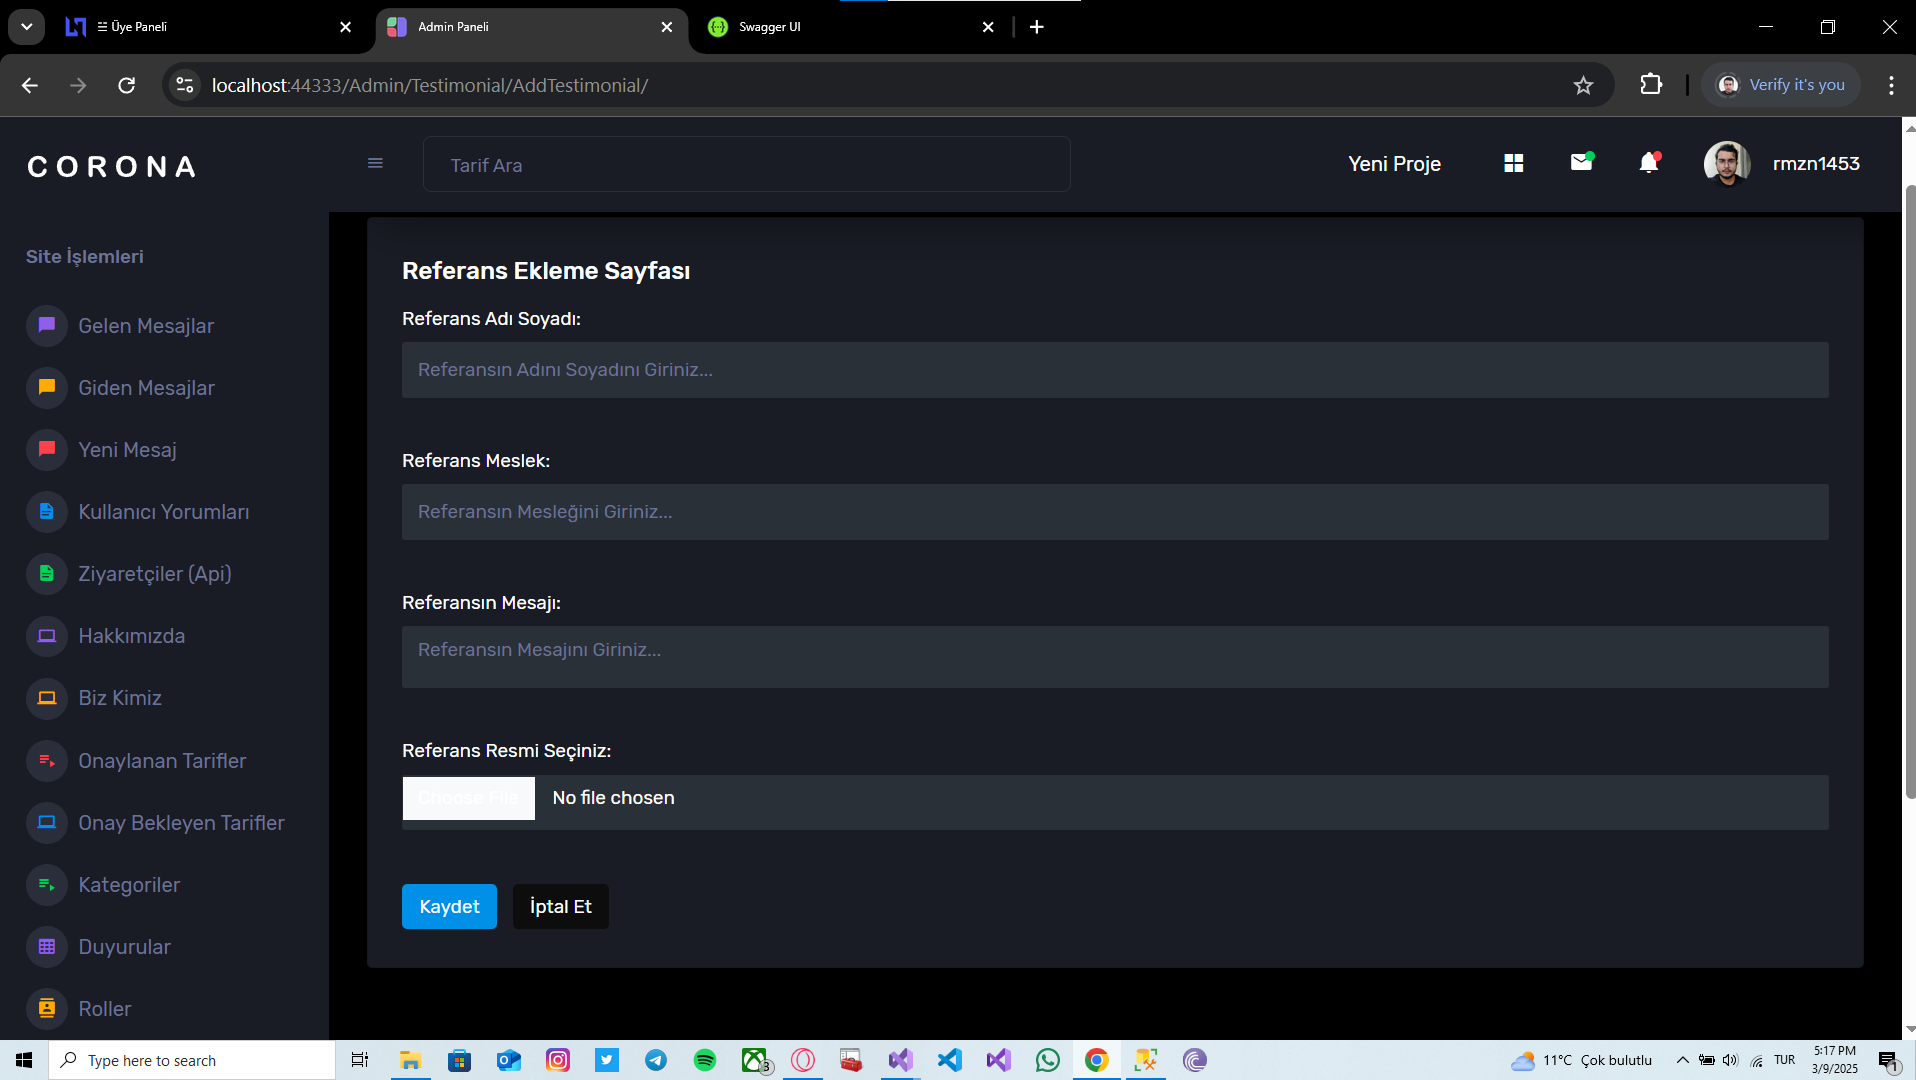 Üye Paneli
Admin Paneli
Swagger UI
localhost:44333/Admin/Testimonial/AddTestimonial/
Verify it's you
CORONA
Tarif Ara
Yeni Proje
rmzn1453
Site İşlemleri
Gelen Mesajlar
Giden Mesajlar
Yeni Mesaj
Kullanıcı Yorumları
Ziyaretçiler (Api)
Hakkımızda
Biz Kimiz
Onaylanan Tarifler
Onay Bekleyen Tarifler
Kategoriler
Duyurular
Roller
Referans Ekleme Sayfası
Referans Adı Soyadı:
Referansın Adını Soyadını Giriniz...
Referans Meslek:
Referansın Mesleğini Giriniz...
Referansın Mesajı:
Referansın Mesajını Giriniz...
Referans Resmi Seçiniz:
Choose File No file chosen
Kaydet İptal Et
Type here to search
3
11°C Çok bulutlu
TUR
5:17 PM
3/9/2025
1